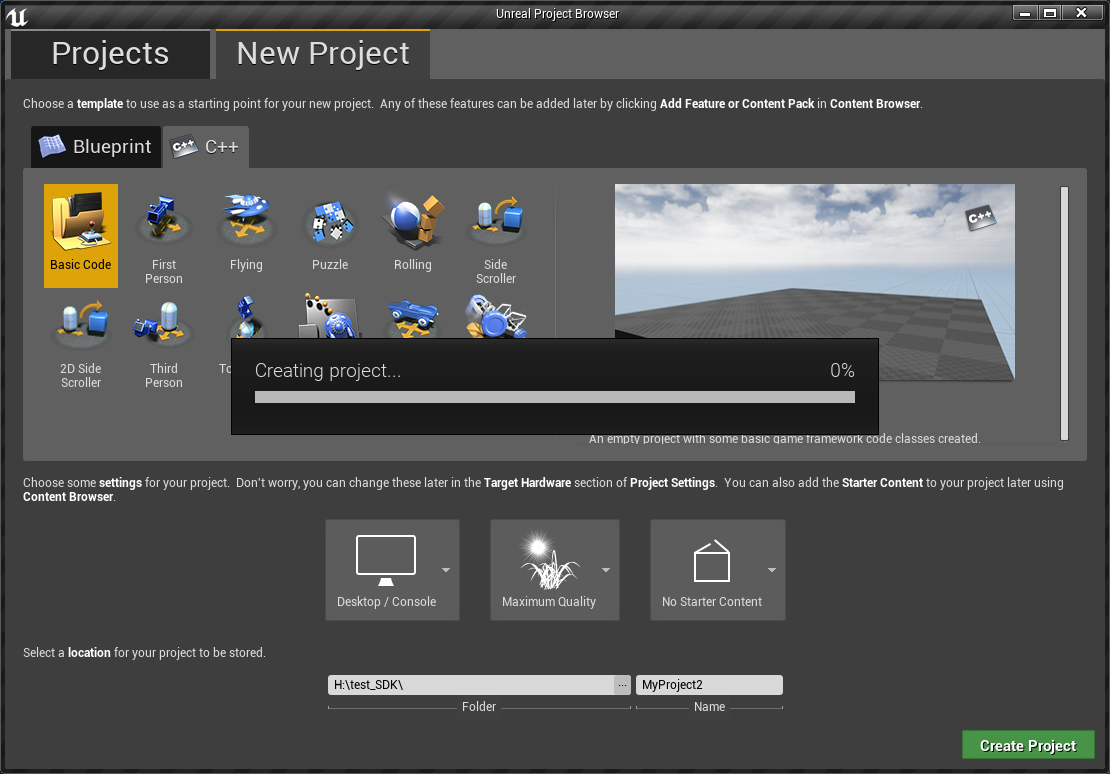 Unreal Project Browser
Projects
New Project
Choose a template to use as a starting point for your new project. Any of these features can be added later by clicking Add Feature or Content Pack in Content Browser.
Blueprint
C++
Basic Code
First
Person
Flying
Puzzle
Rolling
Side
Scroller
2D Side
Scroller
Third
Person
To
C++
Creating project...
0%
An empty project with some basic game framework code classes created.
Choose some settings for your project. Don't worry, you can change these later in the Target Hardware section of Project Settings. You can also add the Starter Content to your project later using
Content Browser.
Desktop / Console
Maximum Quality
No Starter Content
Select a location for your project to be stored.
H:\test_SDK\
...
MyProject2
Folder
Name
Create Project